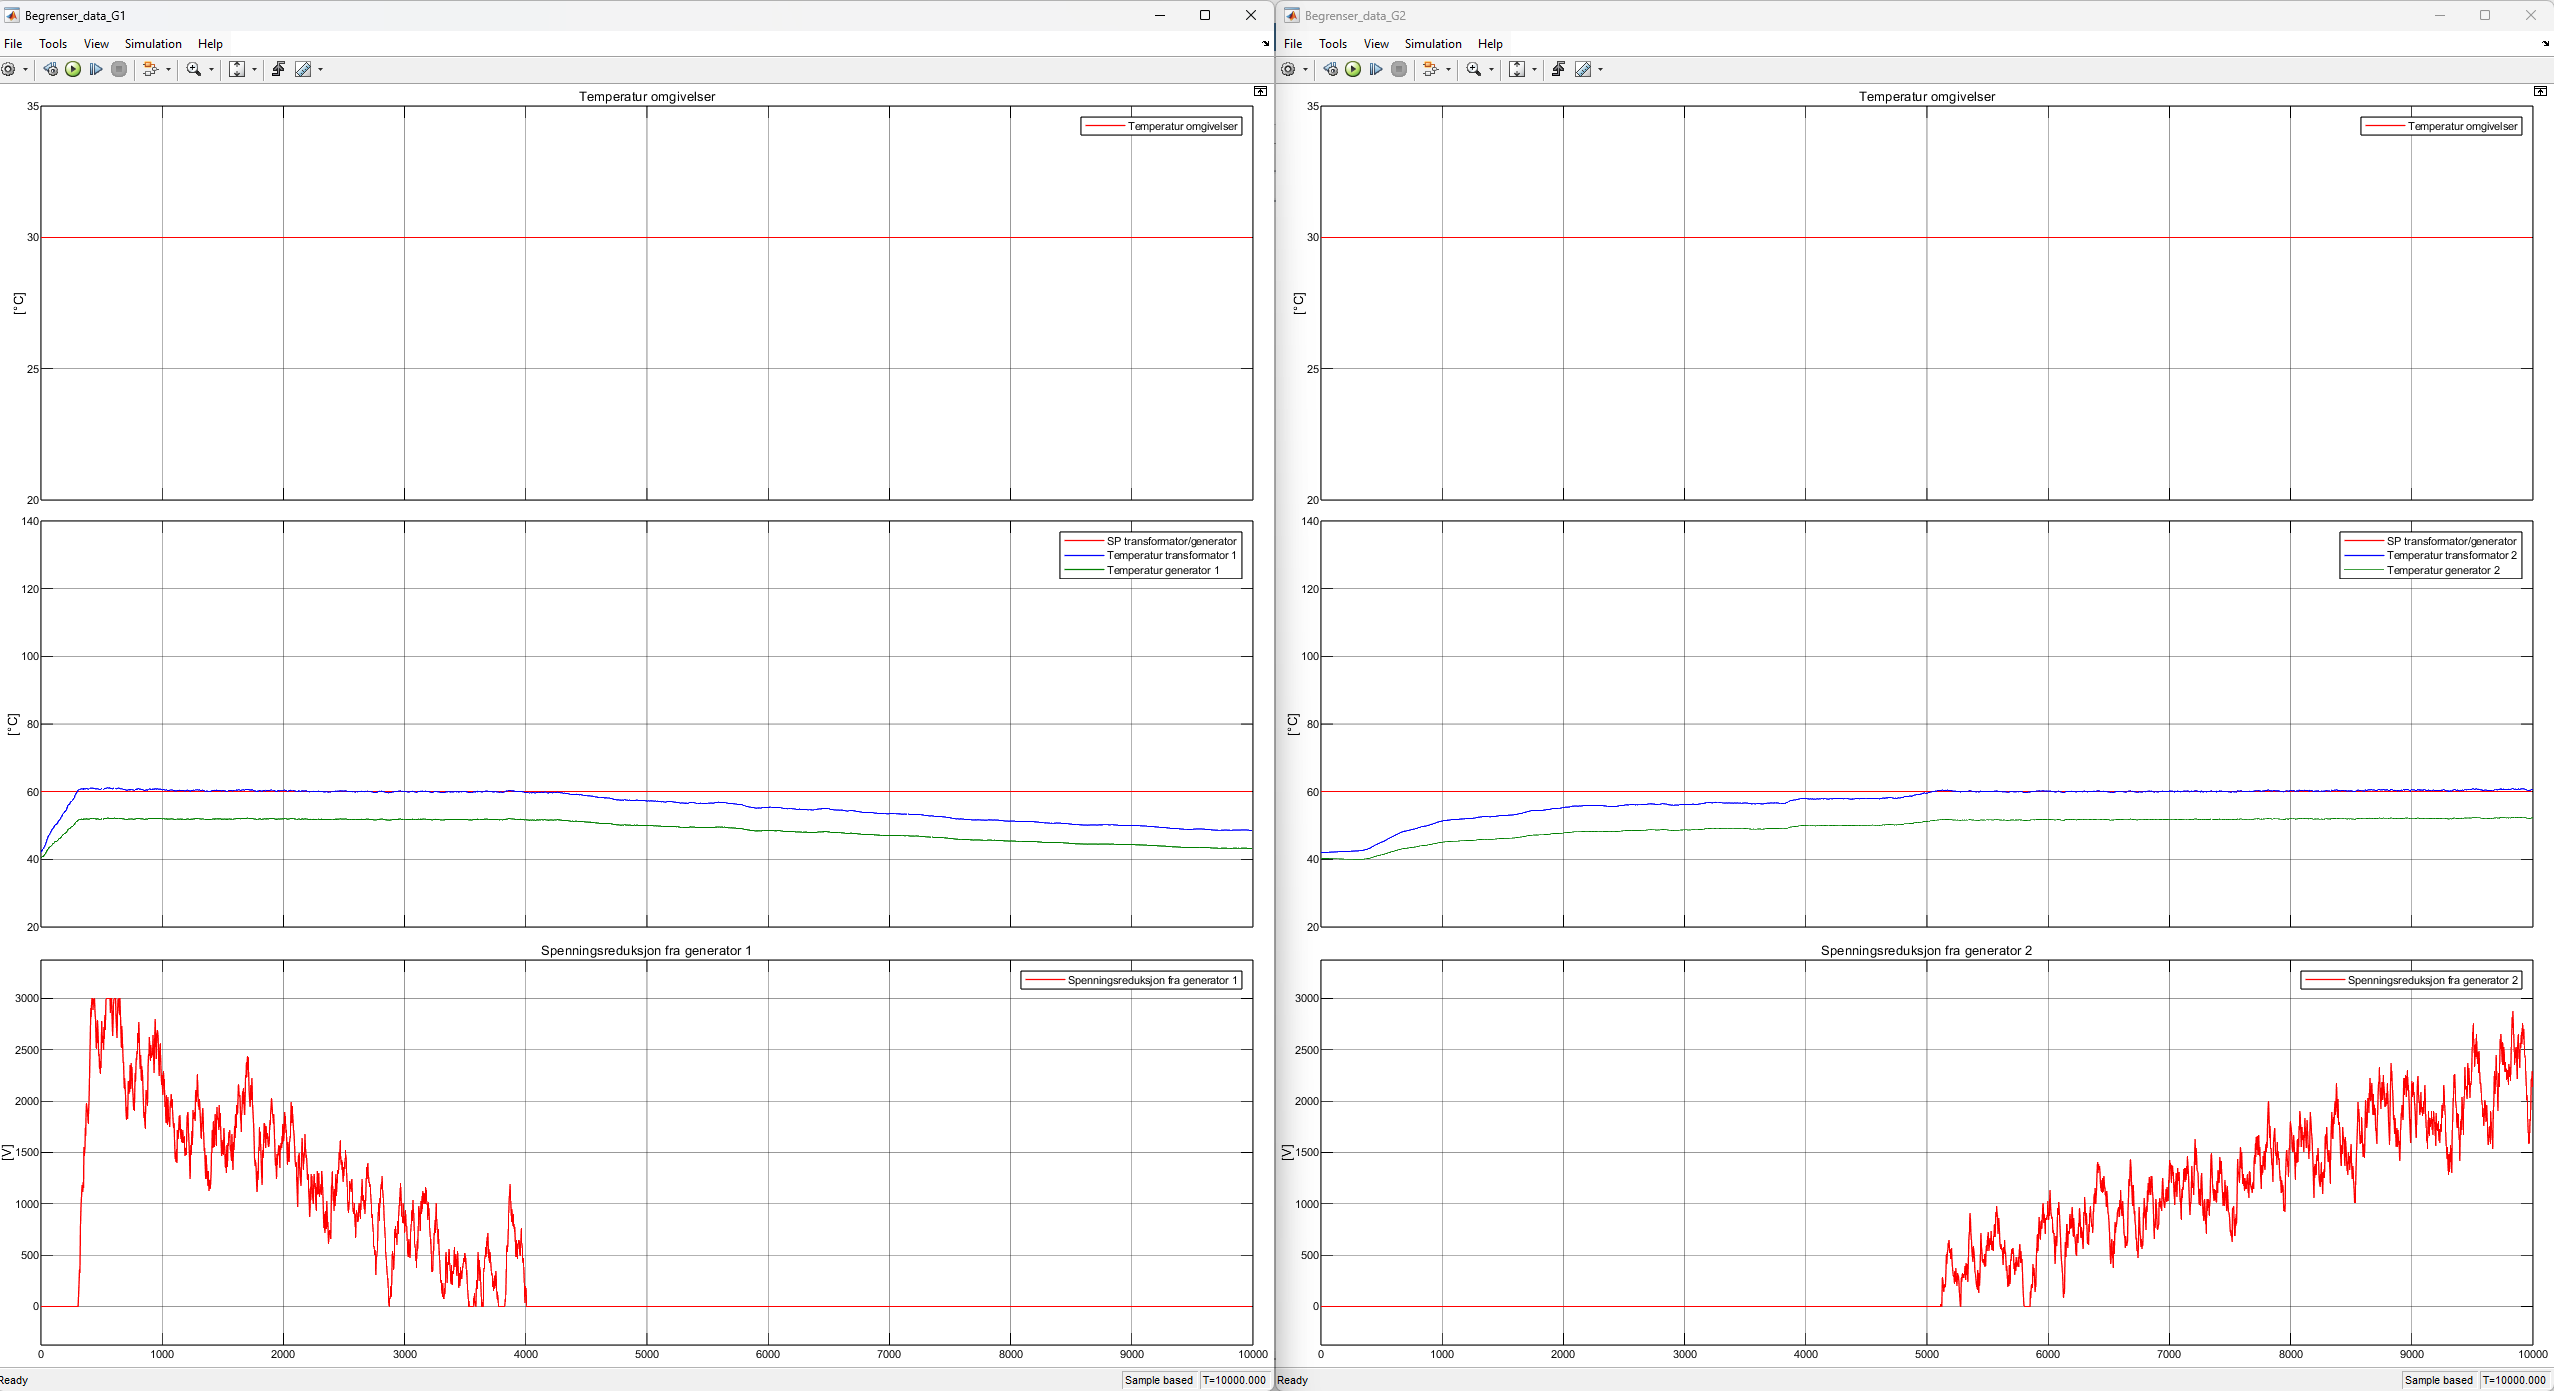 Begrenser_data_G1
File Tools View Simulation Help
Temperatur omgivelser
Temperatur omgivelser
35
30
25
20
[°C]
SP transformator/generator
Temperatur transformator 1
Temperatur generator 1
140
120
100
80
60
40
20
[°C]
Spenningsreduksjon fra generator 1
Spenningsreduksjon fra generator 1
3000
2500
2000
1500
1000
500
0
[V]
0 1000 2000 3000 4000 5000 6000 7000 8000 9000 10000
Ready
Sample based T=10000.000
Begrenser_data_G2
File Tools View Simulation Help
Temperatur omgivelser
Temperatur omgivelser
35
30
25
20
[°C]
SP transformator/generator
Temperatur transformator 2
Temperatur generator 2
140
120
100
80
60
40
20
[°C]
Spenningsreduksjon fra generator 2
Spenningsreduksjon fra generator 2
3000
2500
2000
1500
1000
500
0
[V]
0 1000 2000 3000 4000 5000 6000 7000 8000 9000 10000
Ready
Sample based T=10000.000